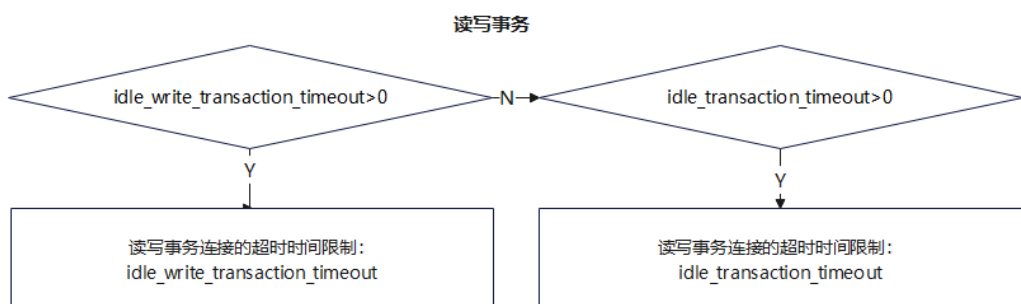 读写事务
idle_write_transaction_timeout>0
N
idle_transaction_timeout>0
Y
Y
读写事务连接的超时时间限制：
idle_write_transaction_timeout
读写事务连接的超时时间限制：
idle_transaction_timeout